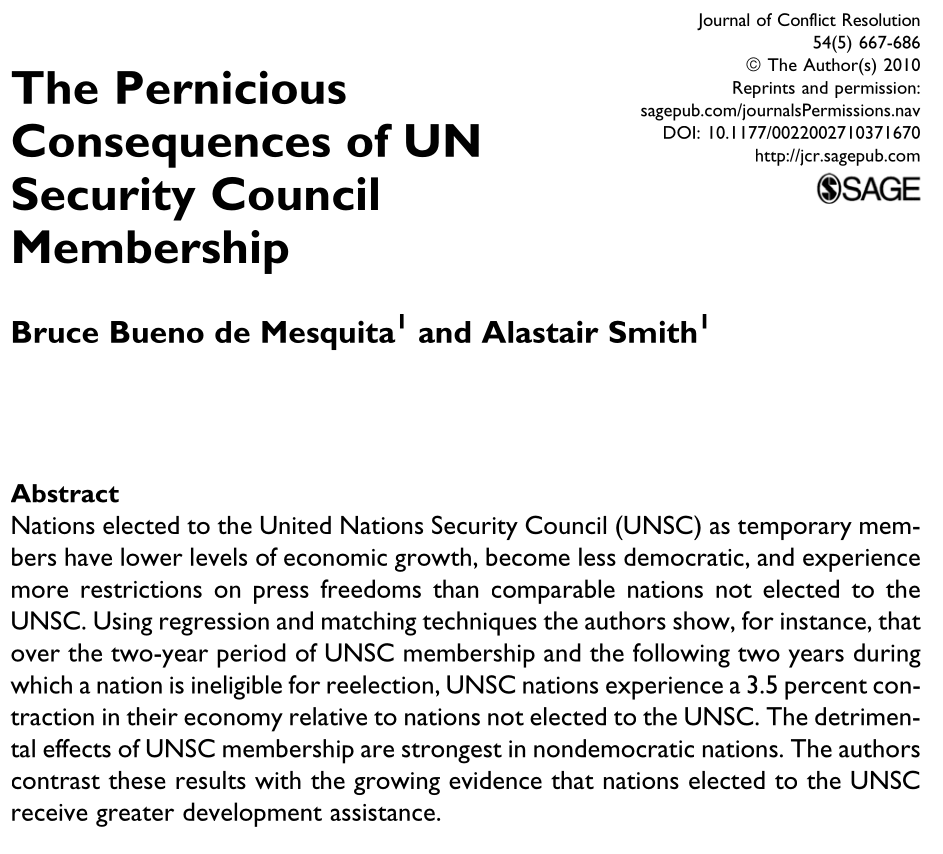 Journal of Conflict Resolution
54(5) 667-686
© The Author(s) 2010
Reprints and permission:
sagepub.com/journalsPermissions.nav
DOI: 10.1177/0022002710371670
http://jcr.sagepub.com
SAGE
The Pernicious
Consequences of UN
Security Council
Membership
Bruce Bueno de Mesquita¹ and Alastair Smith¹
Abstract
Nations elected to the United Nations Security Council (UNSC) as temporary mem-
bers have lower levels of economic growth, become less democratic, and experience
more restrictions on press freedoms than comparable nations not elected to the
UNSC. Using regression and matching techniques the authors show, for instance, that
over the two-year period of UNSC membership and the following two years during
which a nation is ineligible for reelection, UNSC nations experience a 3.5 percent con-
traction in their economy relative to nations not elected to the UNSC. The detrimen-
tal effects of UNSC membership are strongest in nondemocratic nations. The authors
contrast these results with the growing evidence that nations elected to the UNSC
receive greater development assistance.